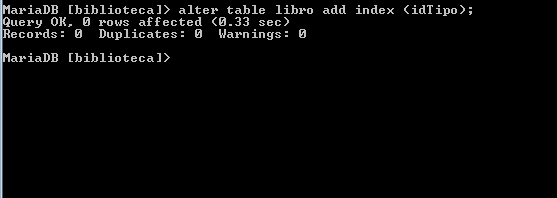 MariaDB [biblioteca]> alter table libro add index (idTipo);
Query OK, 0 rows affected (0.33 sec)
Records: 0  Duplicates: 0  Warnings: 0
MariaDB [biblioteca]>